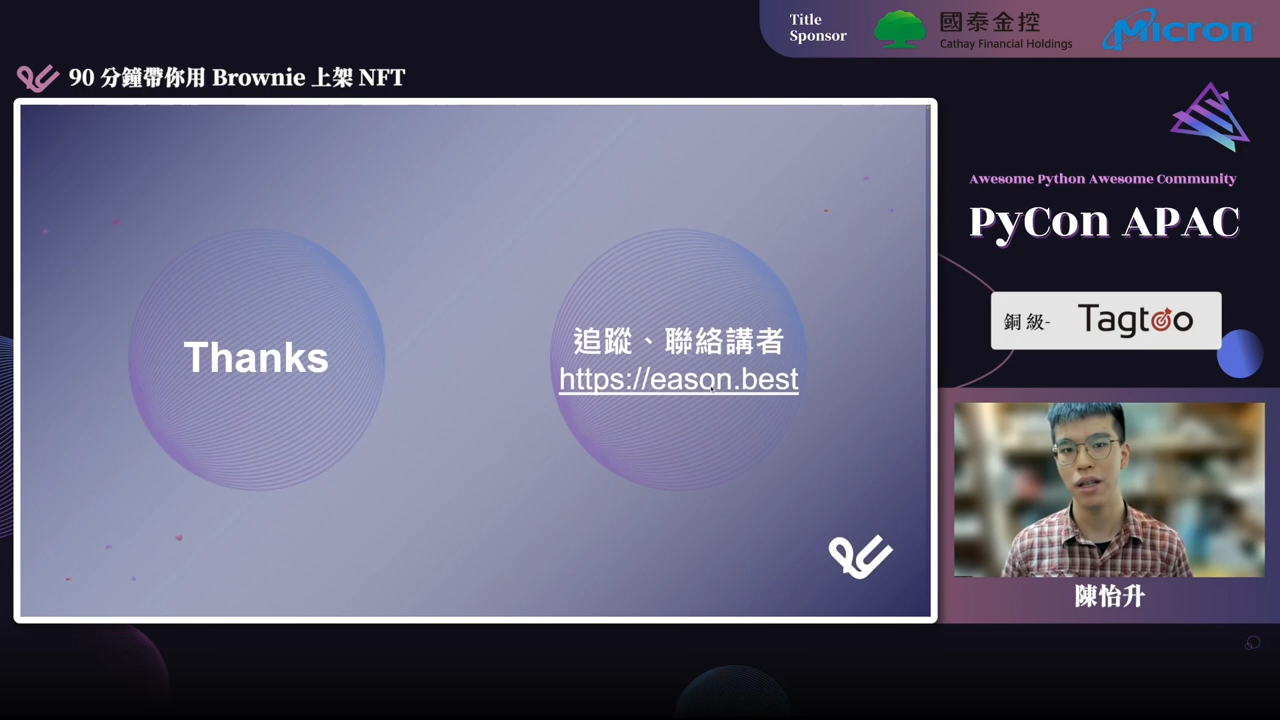 Title
Sponsor
國泰金控
Cathay Financial Holdings
Micron
90 分鐘帶你用 Brownie 上架 NFT
Awesome Python Awesome Community
PyCon APAC
銅級- Tagtoo
Thanks
追蹤、聯絡講者
https://eason.best
陳怡升